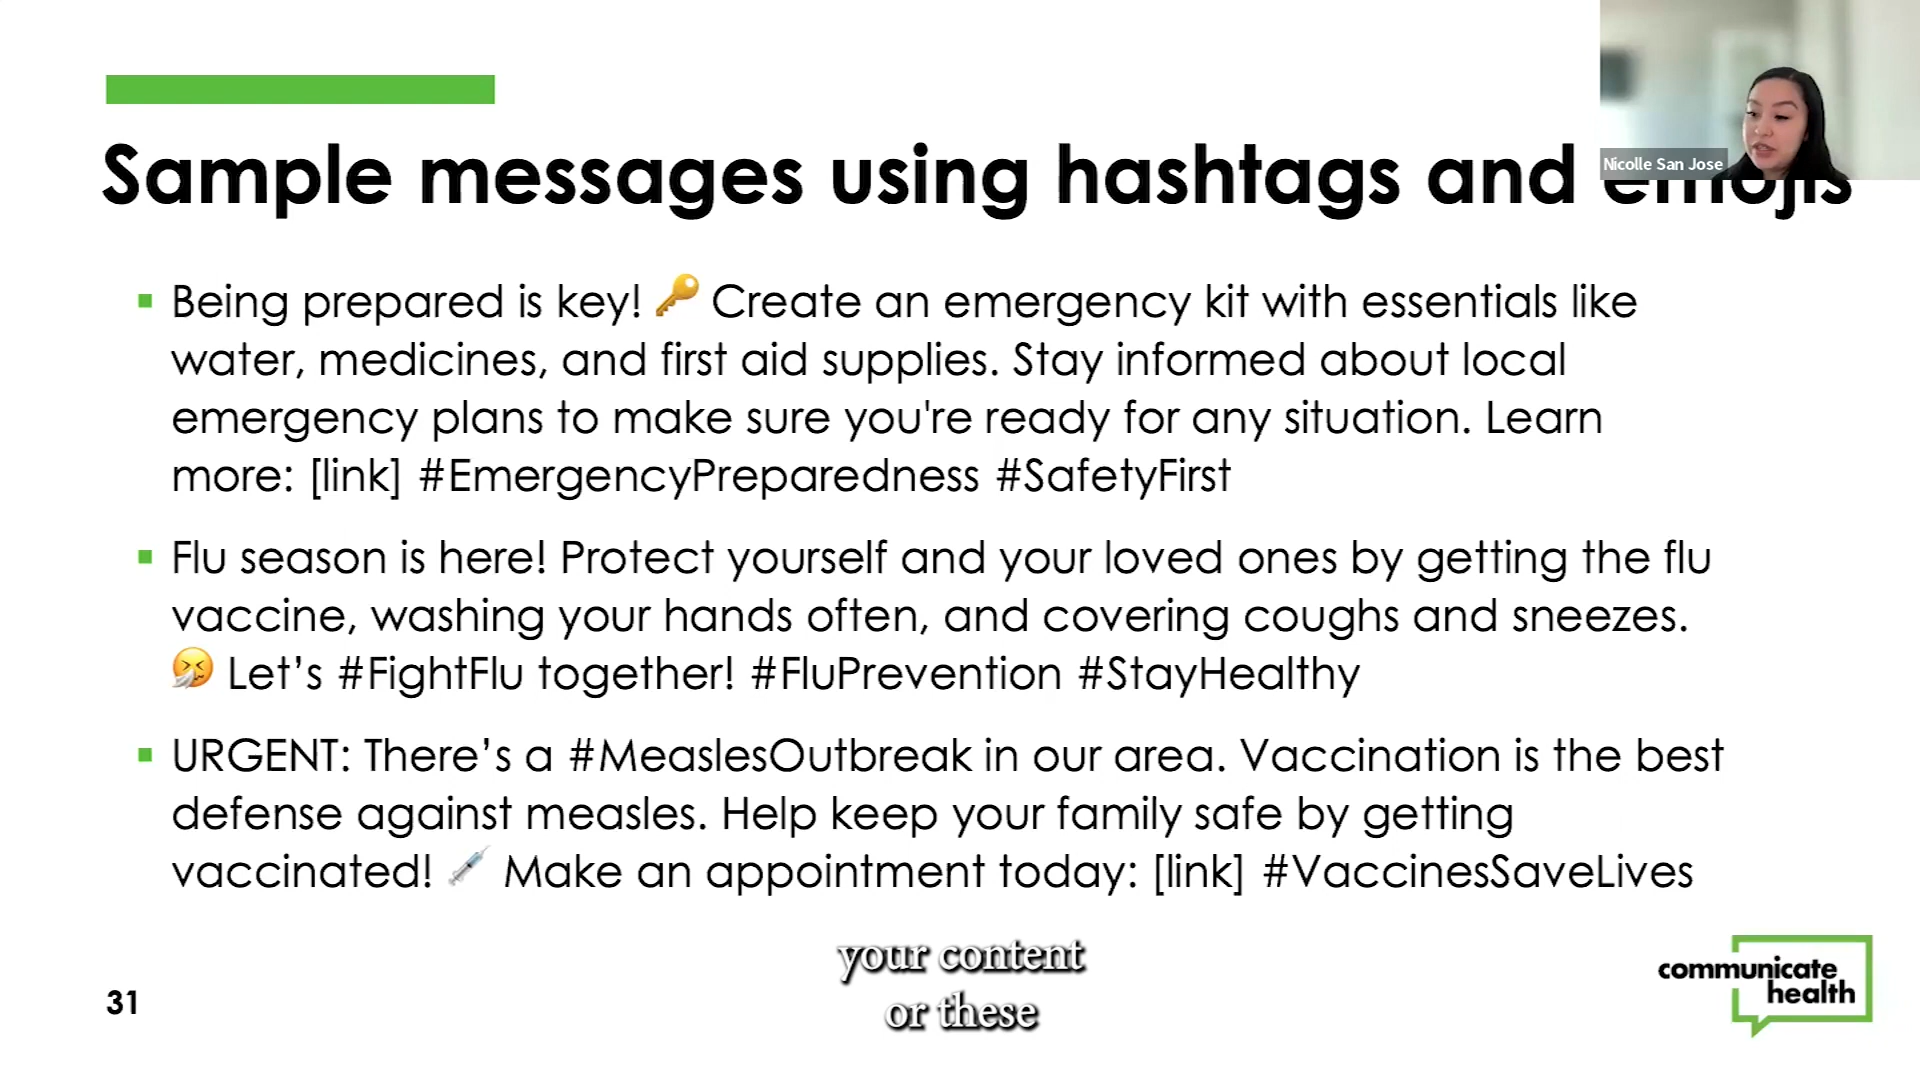 Nicolle San Jose
Sample messages using hashtags and emojis
Being prepared is key! 🔑 Create an emergency kit with essentials like
water, medicines, and first aid supplies. Stay informed about local
emergency plans to make sure you're ready for any situation. Learn
more: [link] #EmergencyPreparedness #SafetyFirst
Flu season is here! Protect yourself and your loved ones by getting the flu
vaccine, washing your hands often, and covering coughs and sneezes.
🤧 Let’s #FightFlu together! #FluPrevention #StayHealthy
URGENT: There’s a #MeaslesOutbreak in our area. Vaccination is the best
defense against measles. Help keep your family safe by getting
vaccinated! 💉 Make an appointment today: [link] #VaccinesSaveLives
your content
or these
31
communicate
health